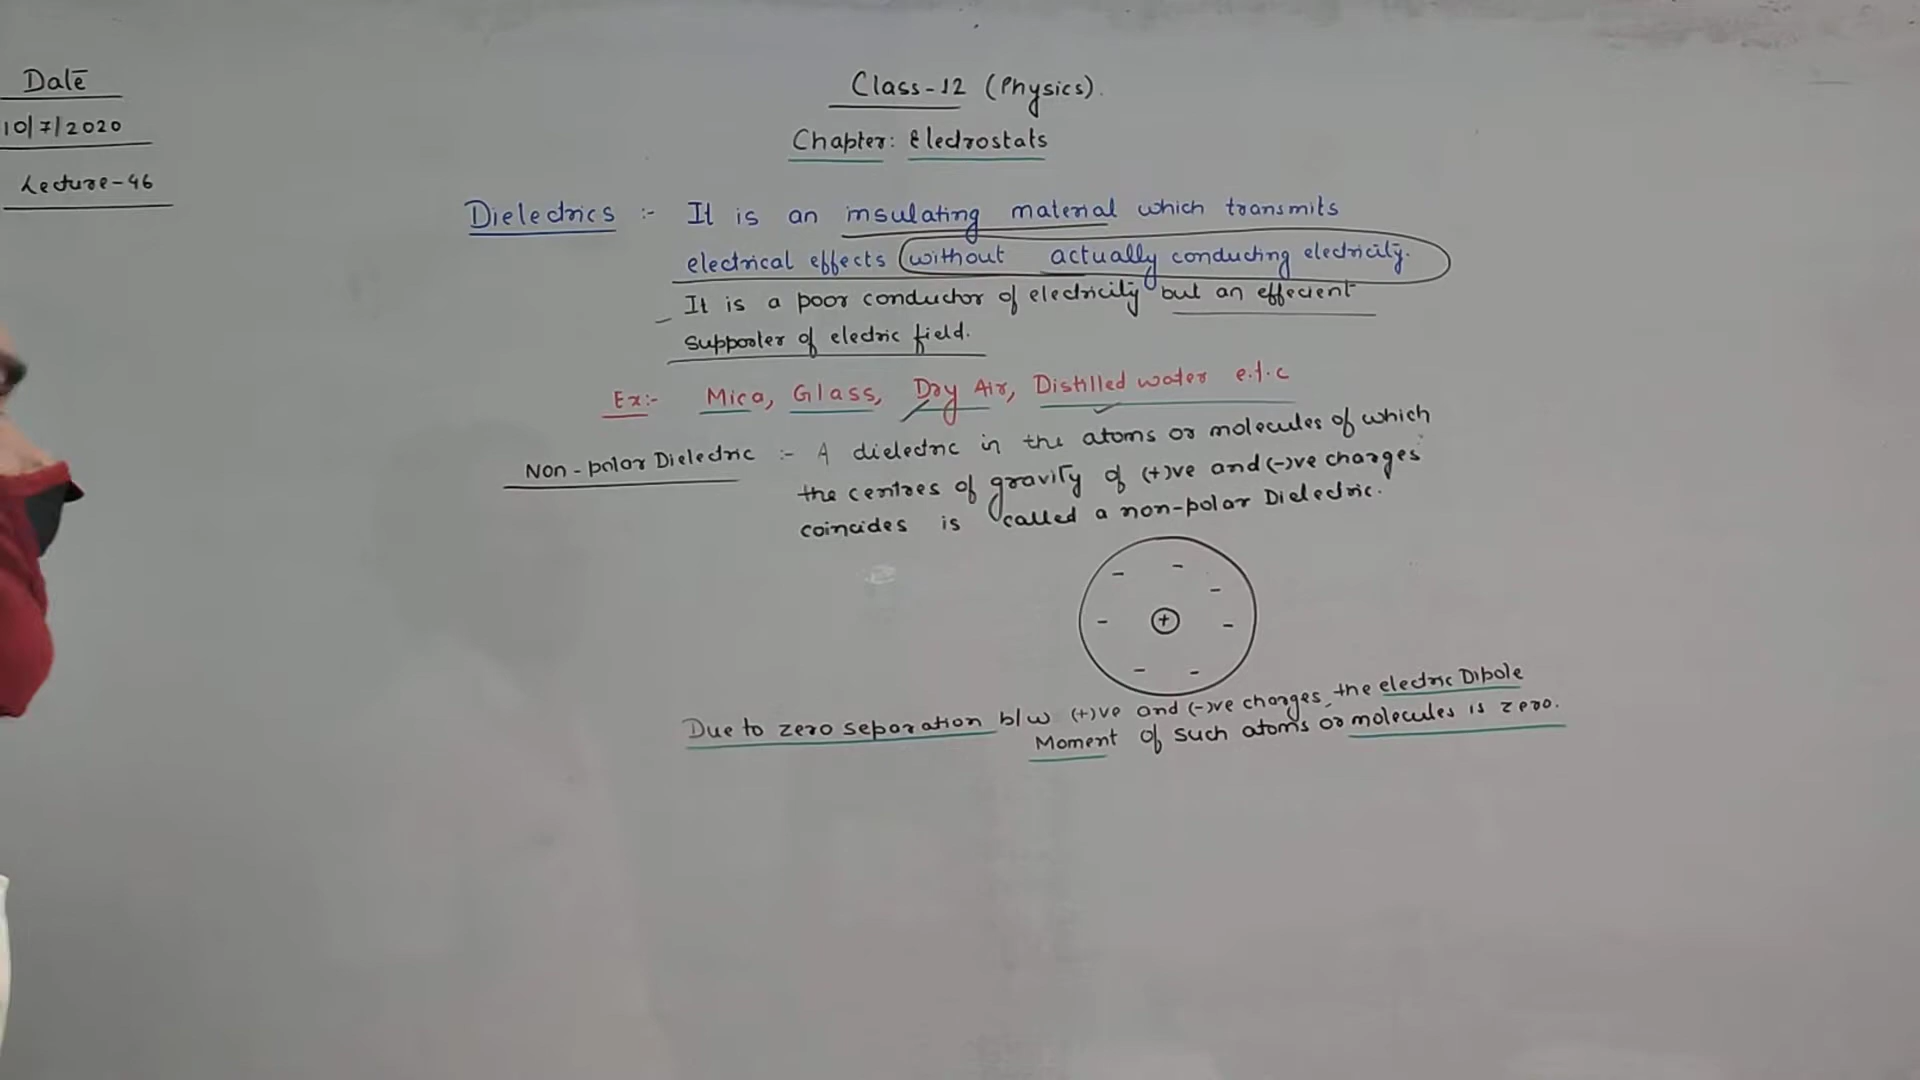 Date
10/7/2020
Lecture-46
Class-12 (Physics).
Chapter: Electrostats
Dielectrics :- It is an insulating material which transmits
electrical effects without actually conducting electricity.
It is a poor conductor of electricity but an effecient
supporter of electric field.
Ex:- Mica, Glass, Dry Air, Distilled water e.t.c
Non-polar Dielectric :- A dielectric in the atoms or molecules of which
the centres of gravity of (+)ve and (-)ve charges
coincides is called a non-polar Dielectric.
- - -
- + -
- -
Due to zero separation b/w (+)ve and (-)ve charges, the electric Dipole
Moment of such atoms or molecules is zero.